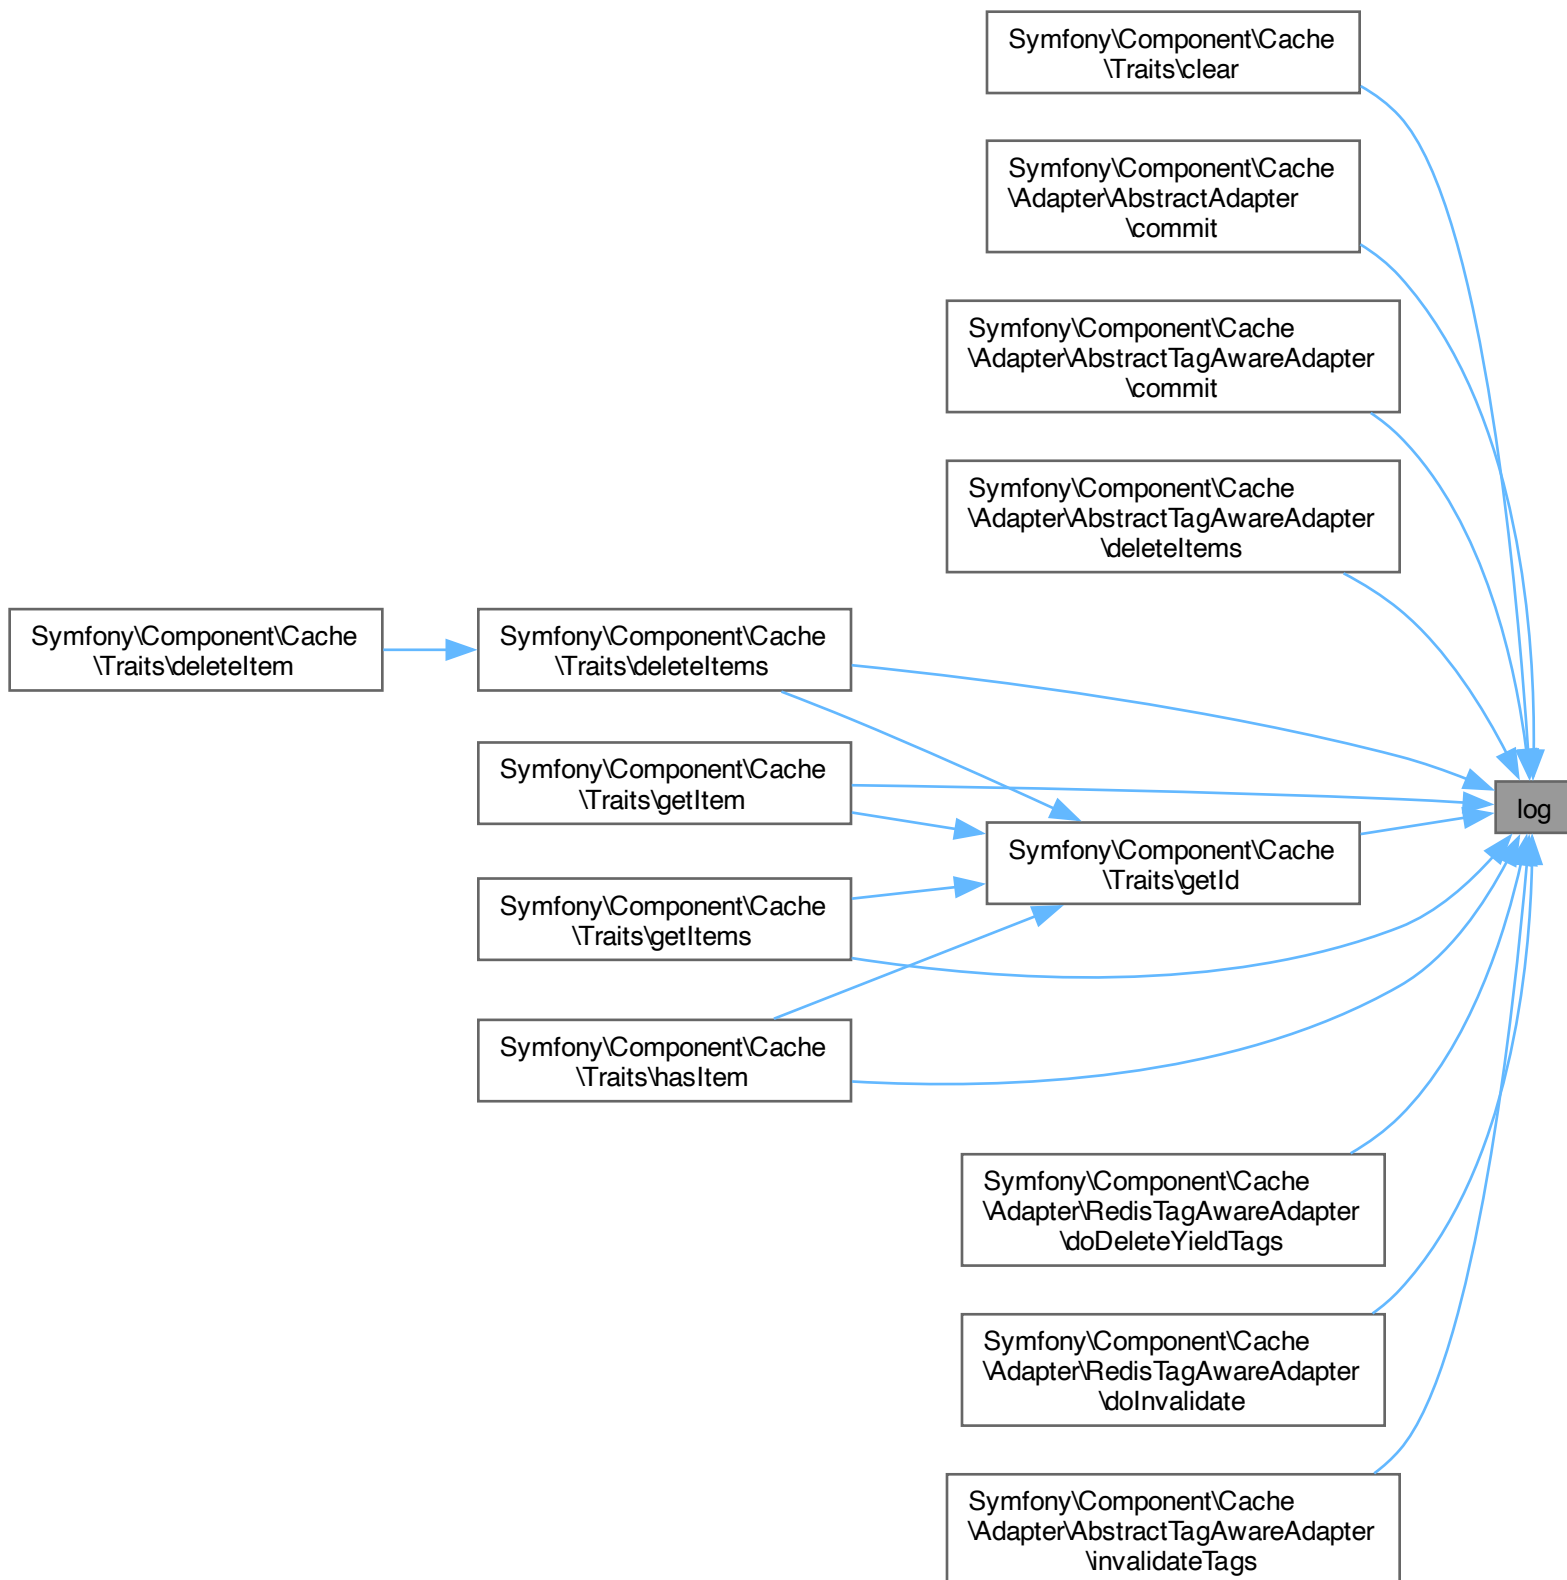 Symfony\Component\Cache
\Traits\clear
Symfony\Component\Cache
\Adapter\AbstractAdapter
\commit
Symfony\Component\Cache
\Adapter\AbstractTagAwareAdapter
\commit
Symfony\Component\Cache
\Adapter\AbstractTagAwareAdapter
\deleteItems
Symfony\Component\Cache
\Traits\deleteItem
Symfony\Component\Cache
\Traits\deleteItems
Symfony\Component\Cache
\Traits\getItem
log
Symfony\Component\Cache
\Traits\getId
Symfony\Component\Cache
\Traits\getItems
Symfony\Component\Cache
\Traits\hasItem
Symfony\Component\Cache
\Adapter\RedisTagAwareAdapter
\doDeleteYieldTags
Symfony\Component\Cache
\Adapter\RedisTagAwareAdapter
\doInvalidate
Symfony\Component\Cache
\Adapter\AbstractTagAwareAdapter
\invalidateTags